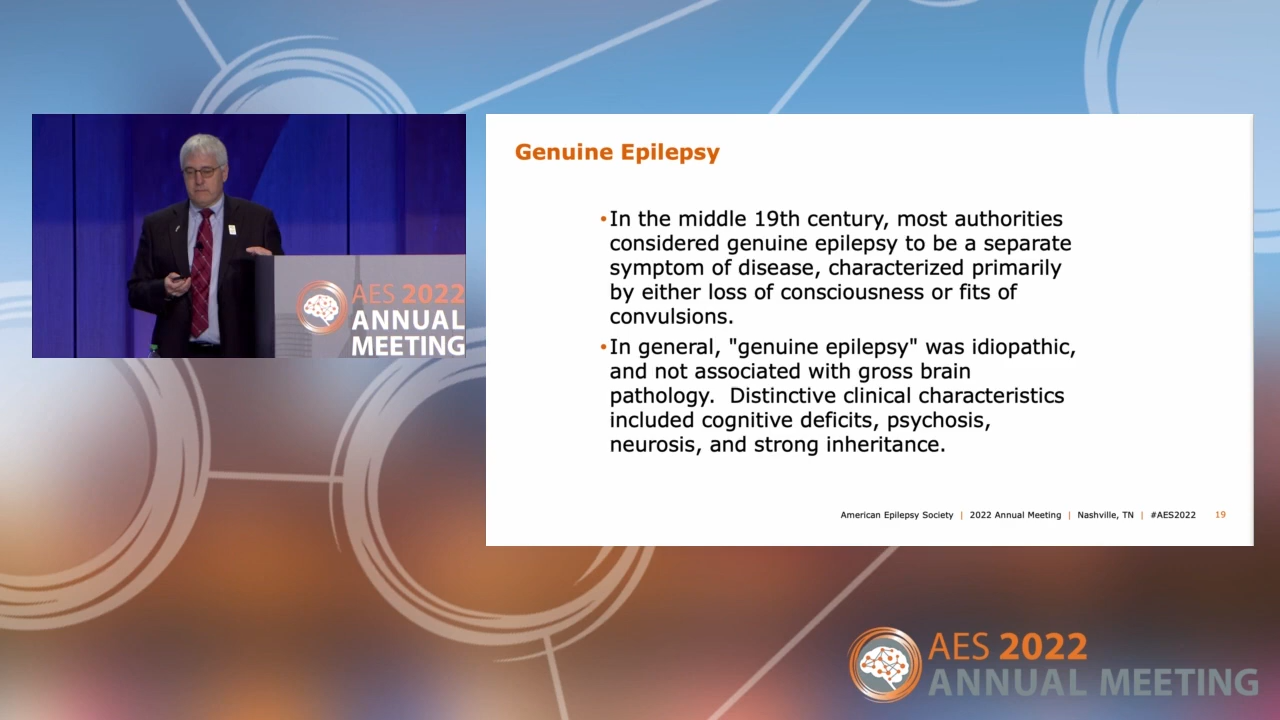 AES 2022
ANNUAL
MEETING
Genuine Epilepsy
•In the middle 19th century, most authorities
considered genuine epilepsy to be a separate
symptom of disease, characterized primarily
by either loss of consciousness or fits of
convulsions.
•In general, "genuine epilepsy" was idiopathic,
and not associated with gross brain
pathology.  Distinctive clinical characteristics
included cognitive deficits, psychosis,
neurosis, and strong inheritance.
American Epilepsy Society | 2022 Annual Meeting | Nashville, TN | #AES2022 19
AES 2022
ANNUAL MEETING